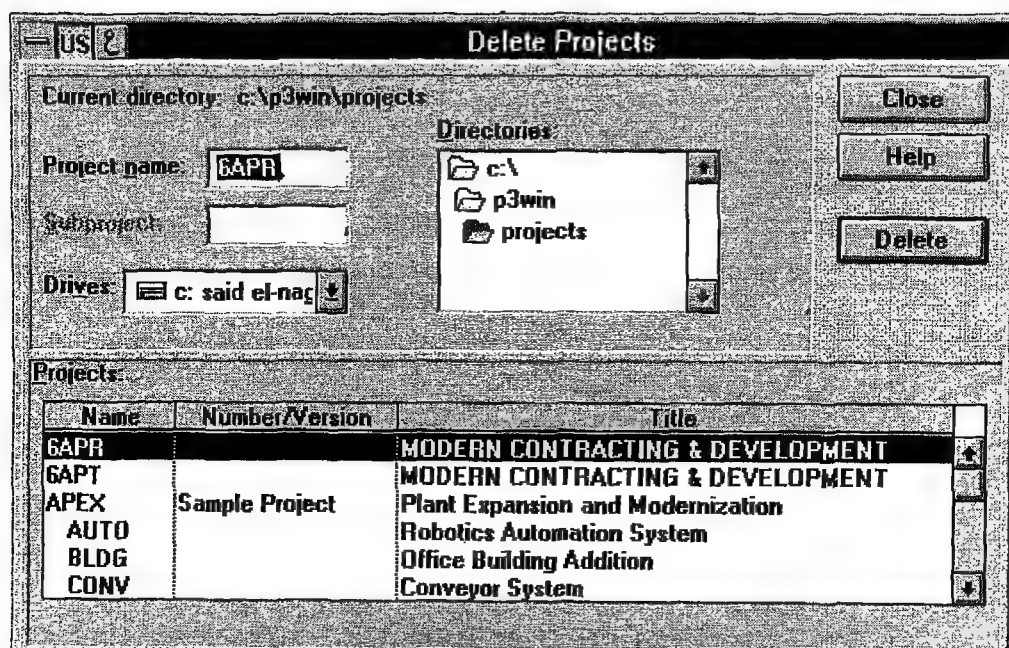 US ع Delete Projects
Current directory: c:\p3win\projects
Close
Directories
Help
Project name: 6APR
c:\
p3win
Subproject:
projects
Delete
Drives: c: said el-nag
Projects:
Name Number/Version Title
6APR MODERN CONTRACTING & DEVELOPMENT
6APT MODERN CONTRACTING & DEVELOPMENT
APEX Sample Project Plant Expansion and Modernization
AUTO Robotics Automation System
BLDG Office Building Addition
CONV Conveyor System